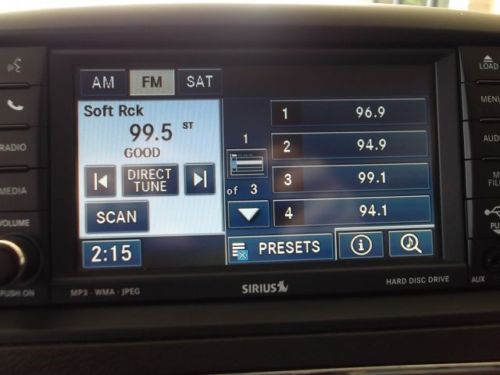 AM FM SAT
LOAD
Soft Rck
99.5 ST
GOOD
DIRECT TUNE
SCAN
2:15
1
of 3
1 96.9
2 94.9
3 99.1
4 94.1
PRESETS
RADIO
MEDIA
VOLUME
PUSH ON
MENU
AUX
MP3 - WMA - JPEG
SIRIUS
HARD DISC DRIVE